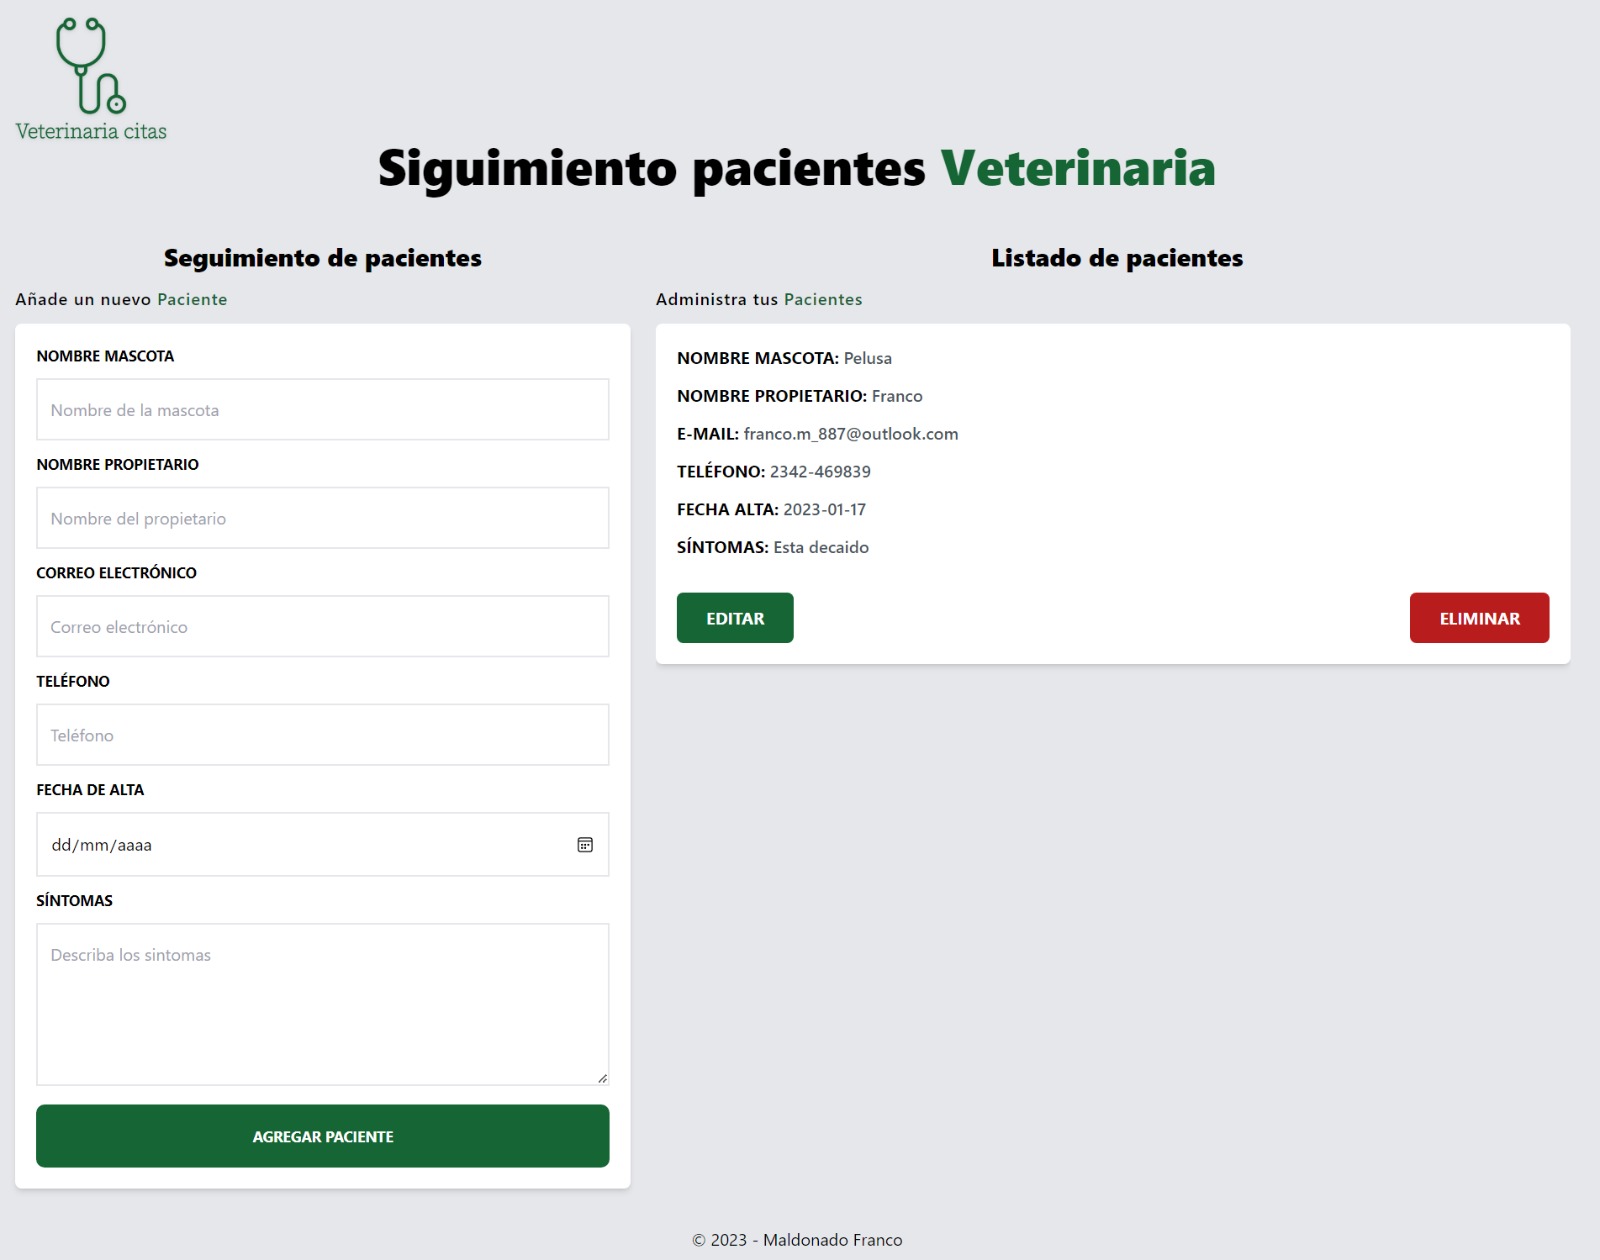 Veterinaria citas
Siguimiento pacientes Veterinaria
Seguimiento de pacientes
Añade un nuevo Paciente
NOMBRE MASCOTA
Nombre de la mascota
NOMBRE PROPIETARIO
Nombre del propietario
CORREO ELECTRÓNICO
Correo electrónico
TELÉFONO
Teléfono
FECHA DE ALTA
dd/mm/aaaa
SÍNTOMAS
Describa los sintomas
AGREGAR PACIENTE
Listado de pacientes
Administra tus Pacientes
NOMBRE MASCOTA: Pelusa
NOMBRE PROPIETARIO: Franco
E-MAIL: franco.m_887@outlook.com
TELÉFONO: 2342-469839
FECHA ALTA: 2023-01-17
SÍNTOMAS: Esta decaido
EDITAR
ELIMINAR
© 2023 - Maldonado Franco